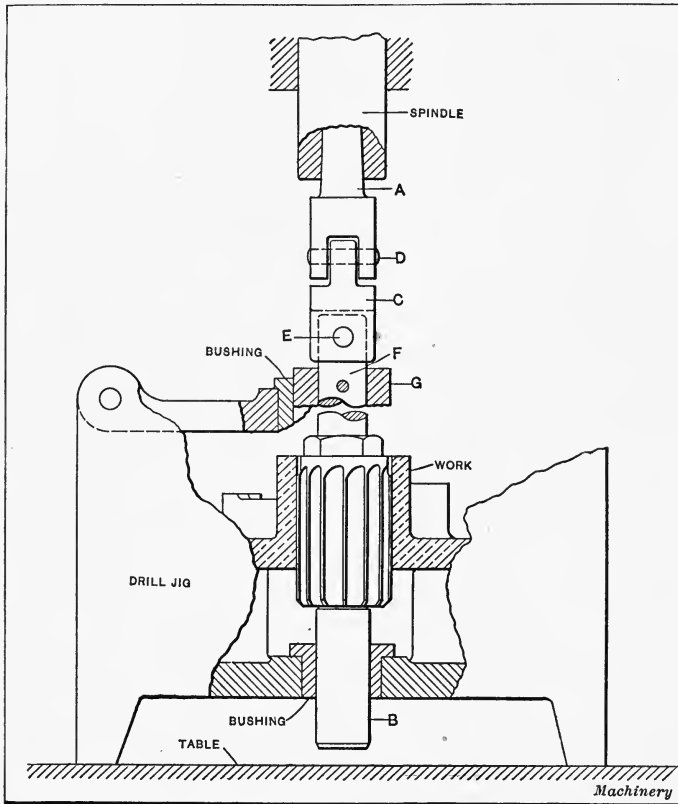 SPINDLE
A
D
C
E
BUSHING
F
G
WORK
DRILL JIG
BUSHING
B
TABLE
Machinery